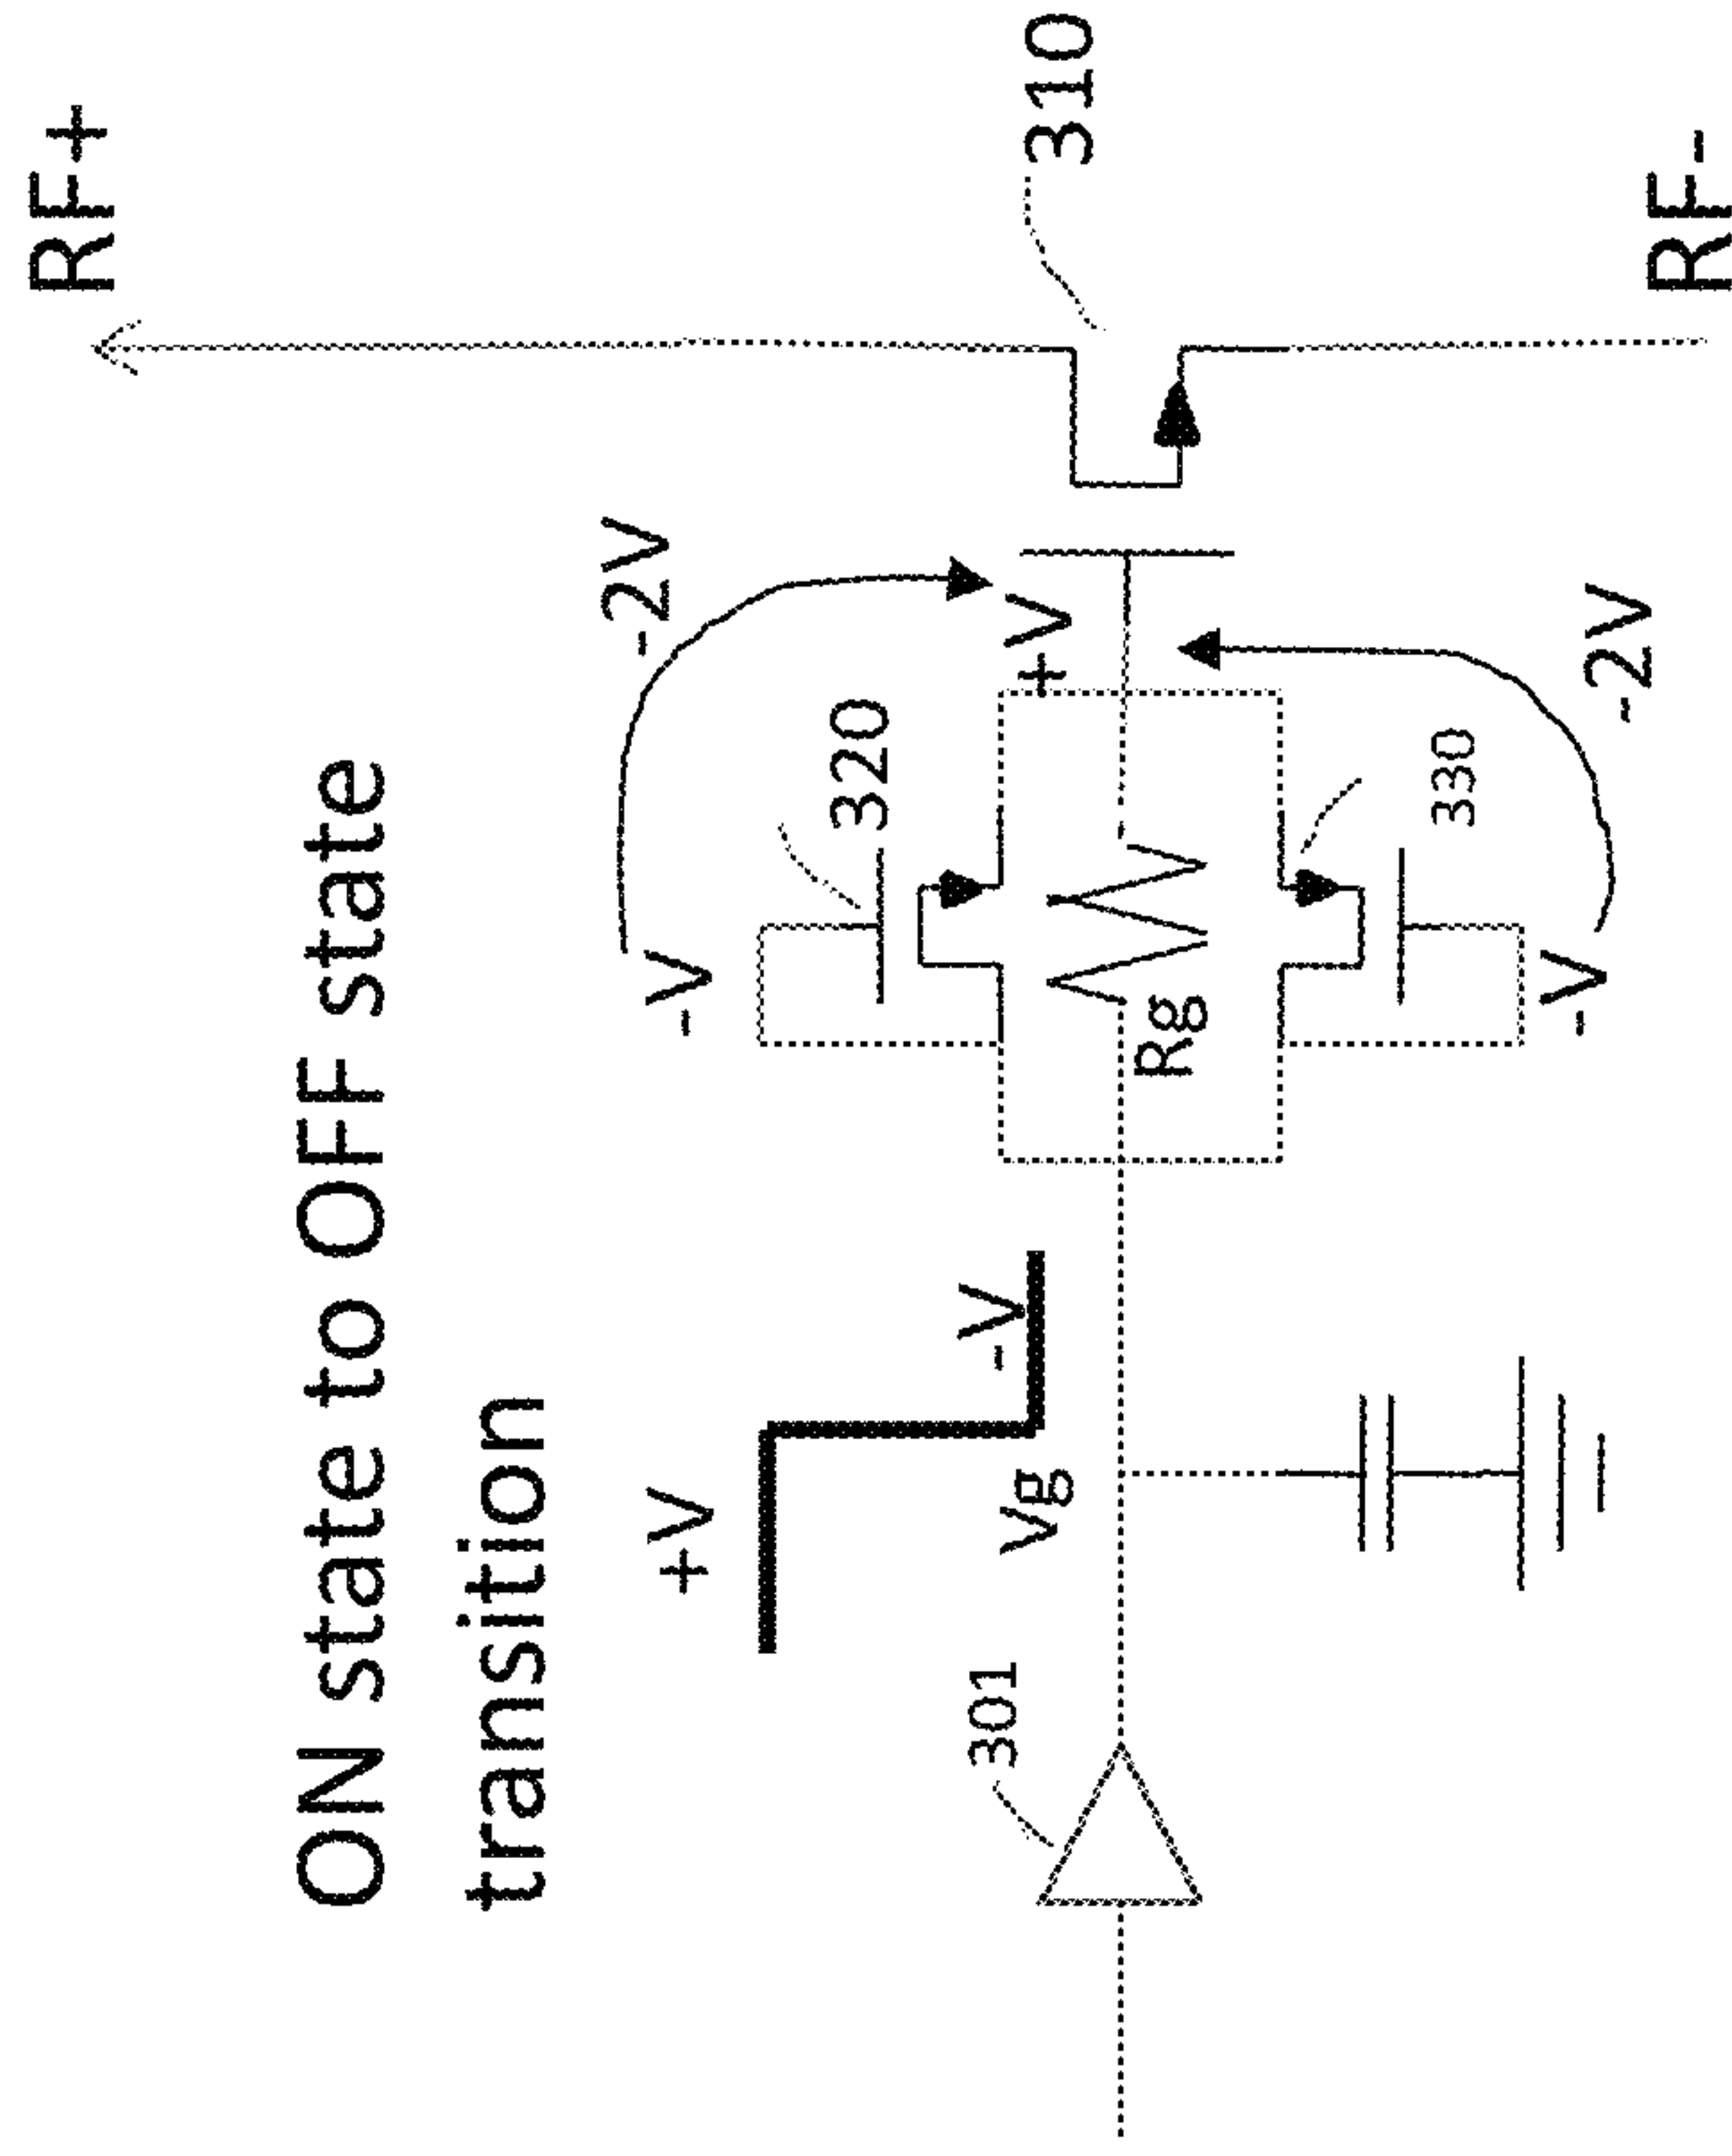 ON state to OFF state
transition
RF+
-2V
+V
-V
320
310
-V
+V
301
Vg
Rg
330
-V
-2V
RF-